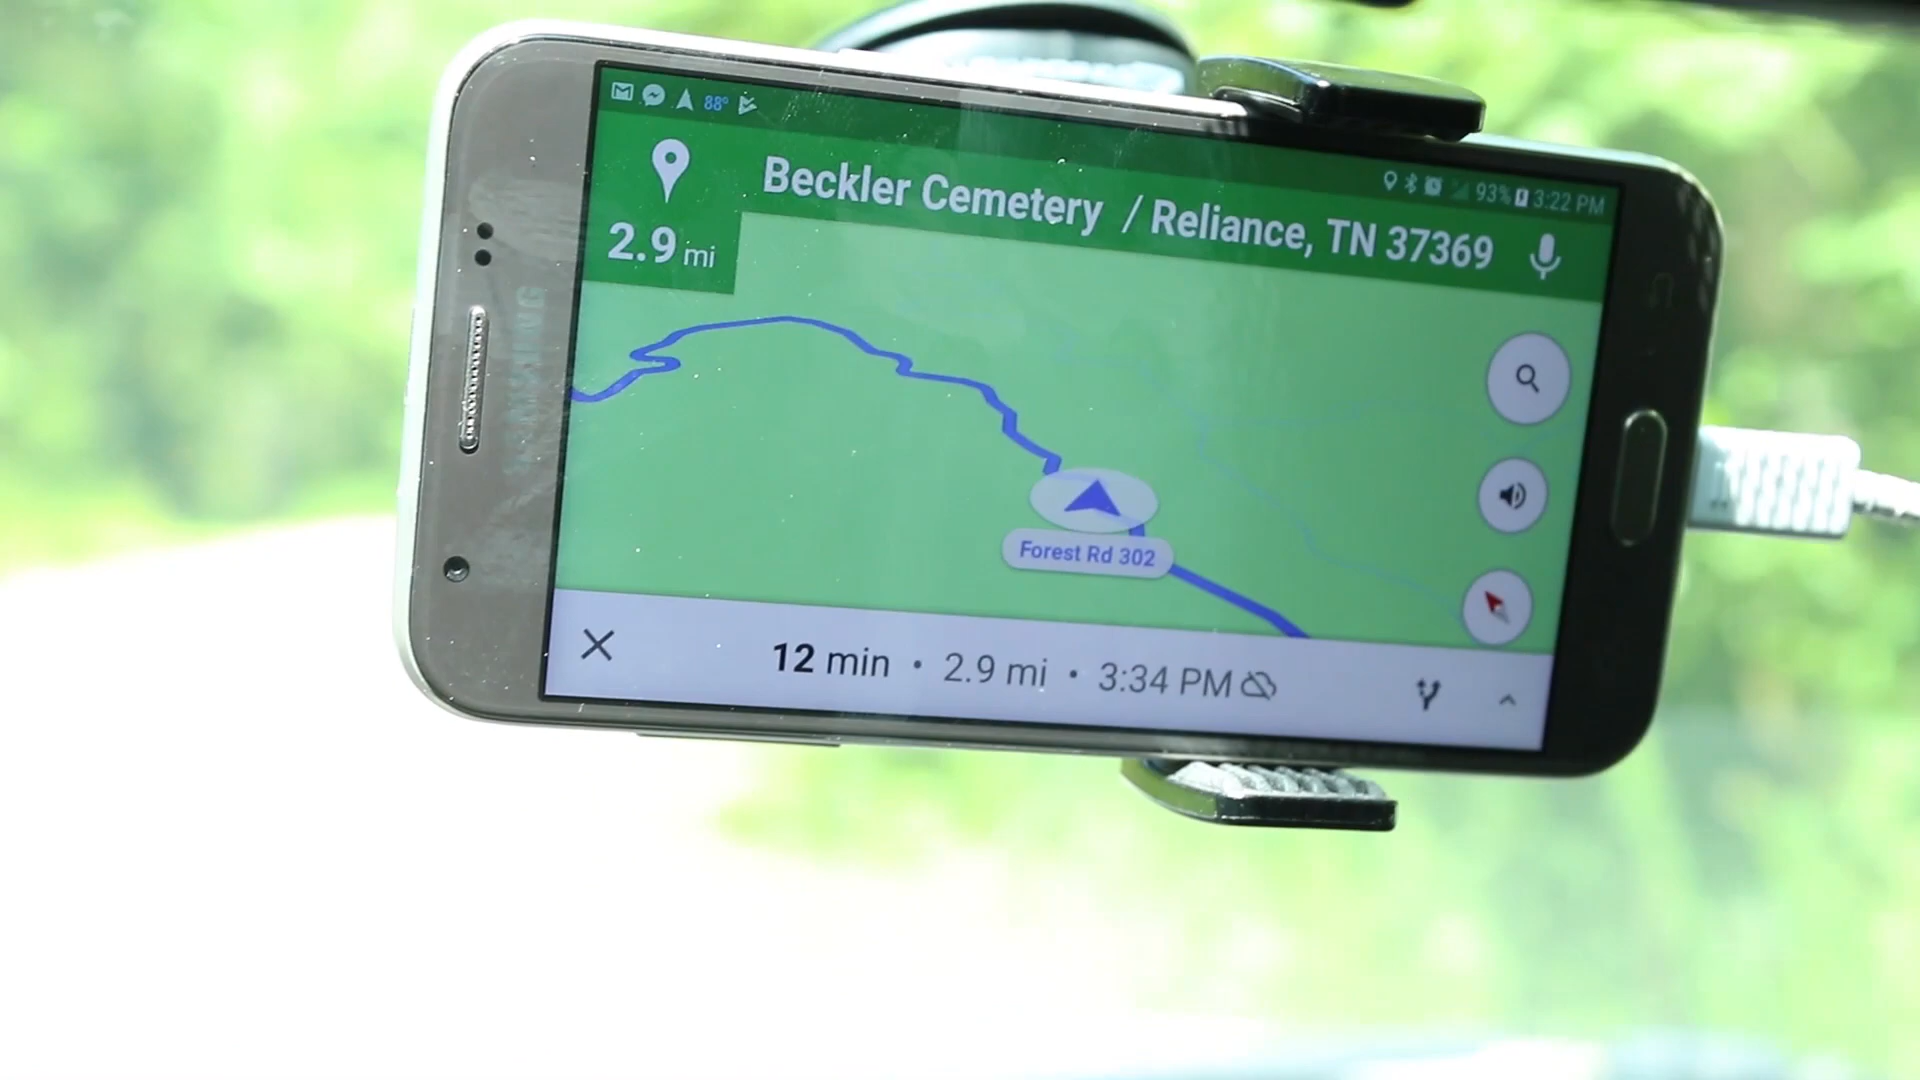 88°
93% 3:22 PM
Beckler Cemetery / Reliance, TN 37369
2.9 mi
SAMSUNG
Forest Rd 302
12 min · 2.9 mi · 3:34 PM